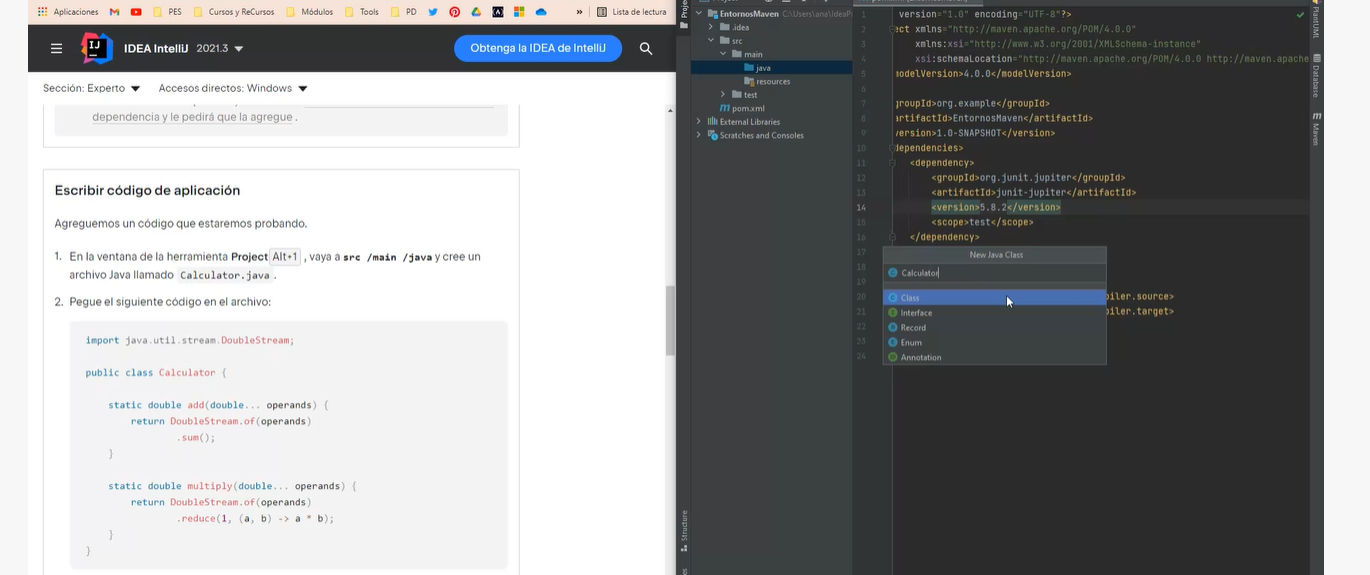 Aplicaciones PES Cursos y ReCursos Módulos Tools PD » Lista de lectura
IDEA IntelliJ 2021.3 Obtenga la IDEA de IntelliJ
Sección: Experto Accesos directos: Windows
dependencia y le pedirá que la agregue .
Escribir código de aplicación
Agreguemos un código que estaremos probando.
1. En la ventana de la herramienta Project Alt+1 , vaya a src /main /java y cree un
archivo Java llamado Calculator.java .
2. Pegue el siguiente código en el archivo:
import java.util.stream.DoubleStream;
public class Calculator {
static double add(double... operands) {
return DoubleStream.of(operands)
.sum();
}
static double multiply(double... operands) {
return DoubleStream.of(operands)
.reduce(1, (a, b) -> a * b);
}
}
EntornosMaven C:\Users\ana\IdeaP
.idea
src
main
java
resources
test
pom.xml
External Libraries
Scratches and Consoles
Structure
1 version="1.0" encoding="UTF-8"?>
2 ect xmlns="http://maven.apache.org/POM/4.0.0"
3 xmlns:xsi="http://www.w3.org/2001/XMLSchema-instance"
4 xsi:schemaLocation="http://maven.apache.org/POM/4.0.0 http://maven.apache
5 modelVersion>4.0.0</modelVersion>
6
7 groupId>org.example</groupId>
8 artifactId>EntornosMaven</artifactId>
9 version>1.0-SNAPSHOT</version>
10 dependencies>
11 <dependency>
12 <groupId>org.junit.jupiter</groupId>
13 <artifactId>junit-jupiter</artifactId>
14 <version>5.8.2</version>
15 <scope>test</scope>
16 </dependency>
17
18
19
20 piler.source>
21 piler.target>
22
23
24
New Java Class
Calculator
Class
Interface
Record
Enum
Annotation
PlantUML
Database
Maven